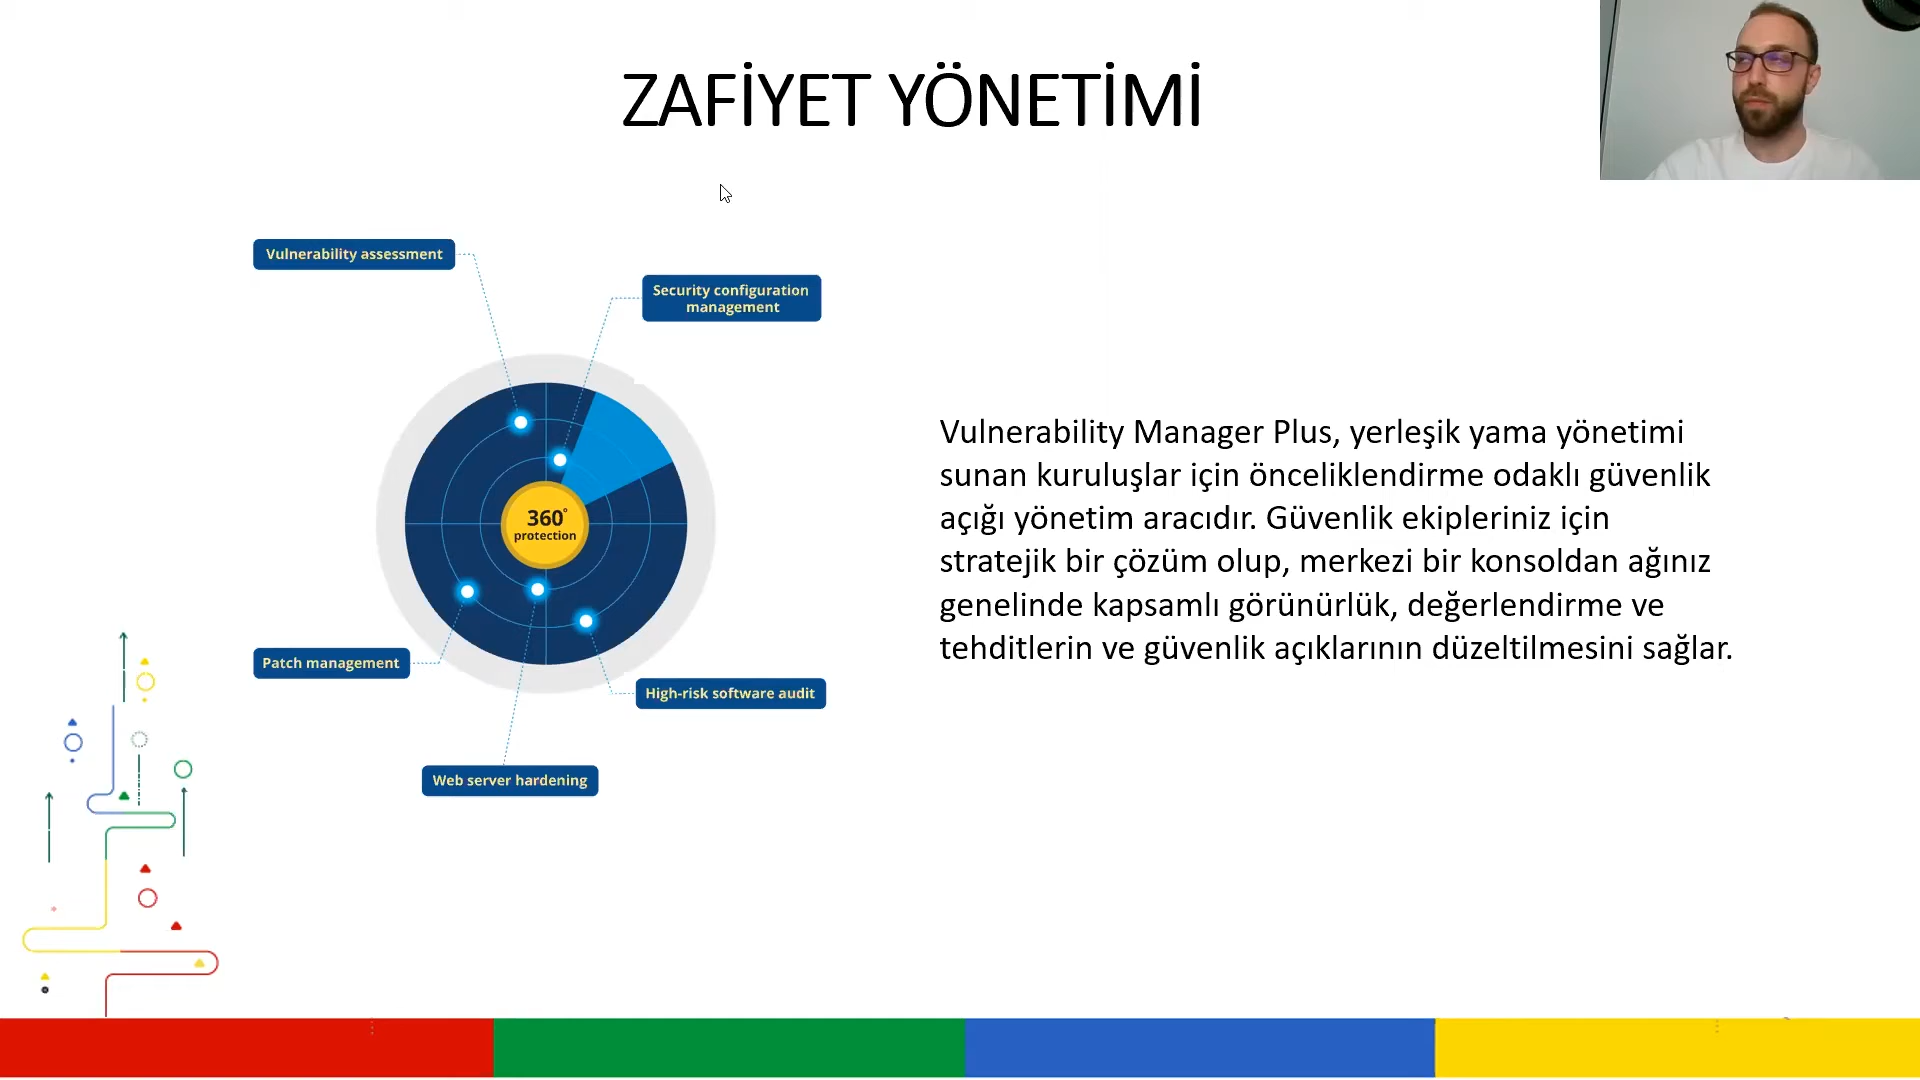 ZAFİYET YÖNETİMİ
Vulnerability assessment
Security configuration
management
360°
protection
Patch management
High-risk software audit
Web server hardening
Vulnerability Manager Plus, yerleşik yama yönetimi
sunan kuruluşlar için önceliklendirme odaklı güvenlik
açığı yönetim aracıdır. Güvenlik ekipleriniz için
stratejik bir çözüm olup, merkezi bir konsoldan ağınız
genelinde kapsamlı görünürlük, değerlendirme ve
tehditlerin ve güvenlik açıklarının düzeltilmesini sağlar.